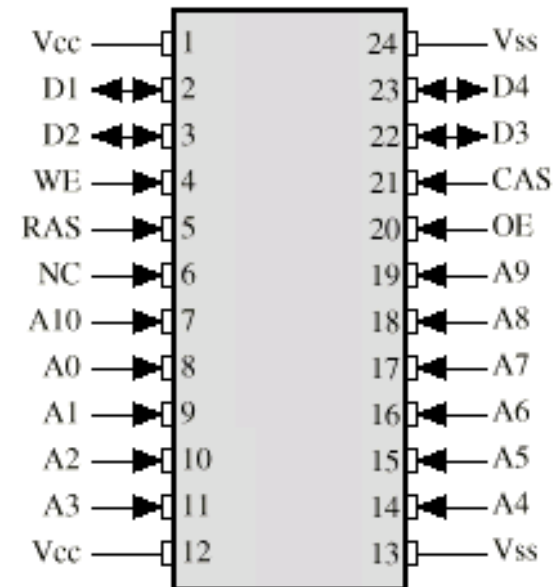 Vcc 1 24 Vss
D1 2 23 D4
D2 3 22 D3
WE 4 21 CAS
RAS 5 20 OE
NC 6 19 A9
A10 7 18 A8
A0 8 17 A7
A1 9 16 A6
A2 10 15 A5
A3 11 14 A4
Vcc 12 13 Vss